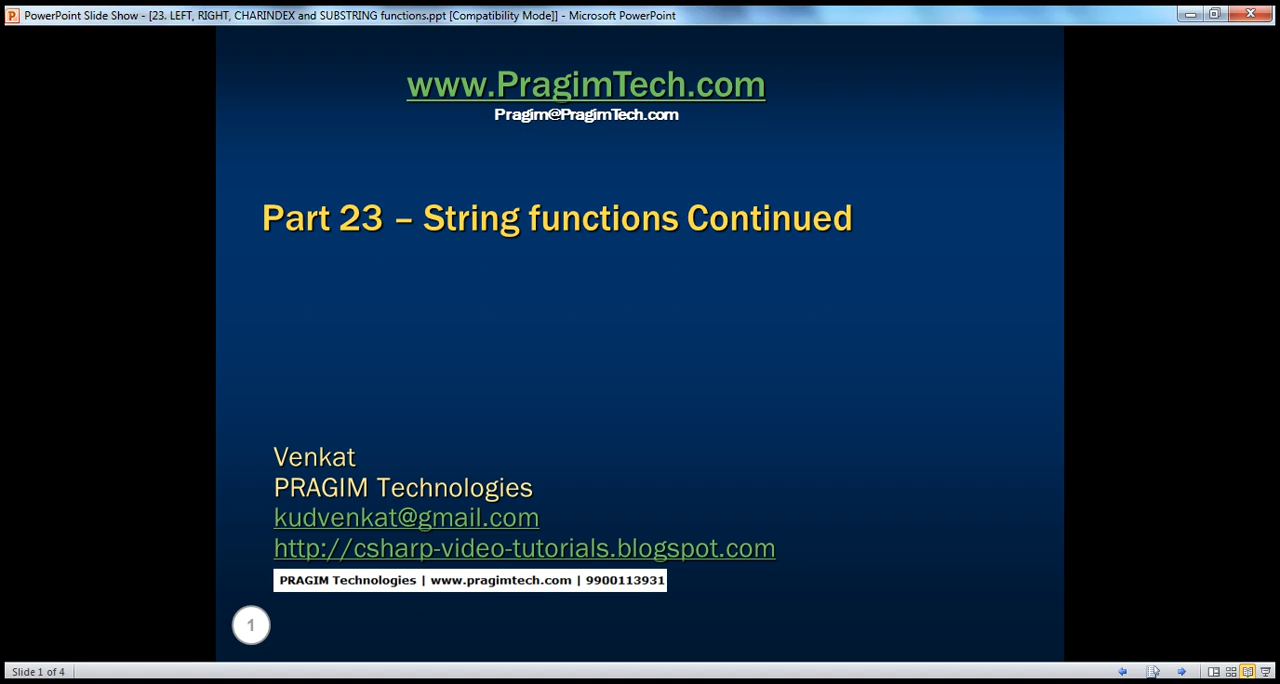 PowerPoint Slide Show - [23. LEFT, RIGHT, CHARINDEX and SUBSTRING functions.ppt [Compatibility Mode]] - Microsoft PowerPoint
www.PragimTech.com
Pragim@PragimTech.com
Part 23 – String functions Continued
Venkat
PRAGIM Technologies
kudvenkat@gmail.com
http://csharp-video-tutorials.blogspot.com
PRAGIM Technologies | www.pragimtech.com | 9900113931
1
Slide 1 of 4